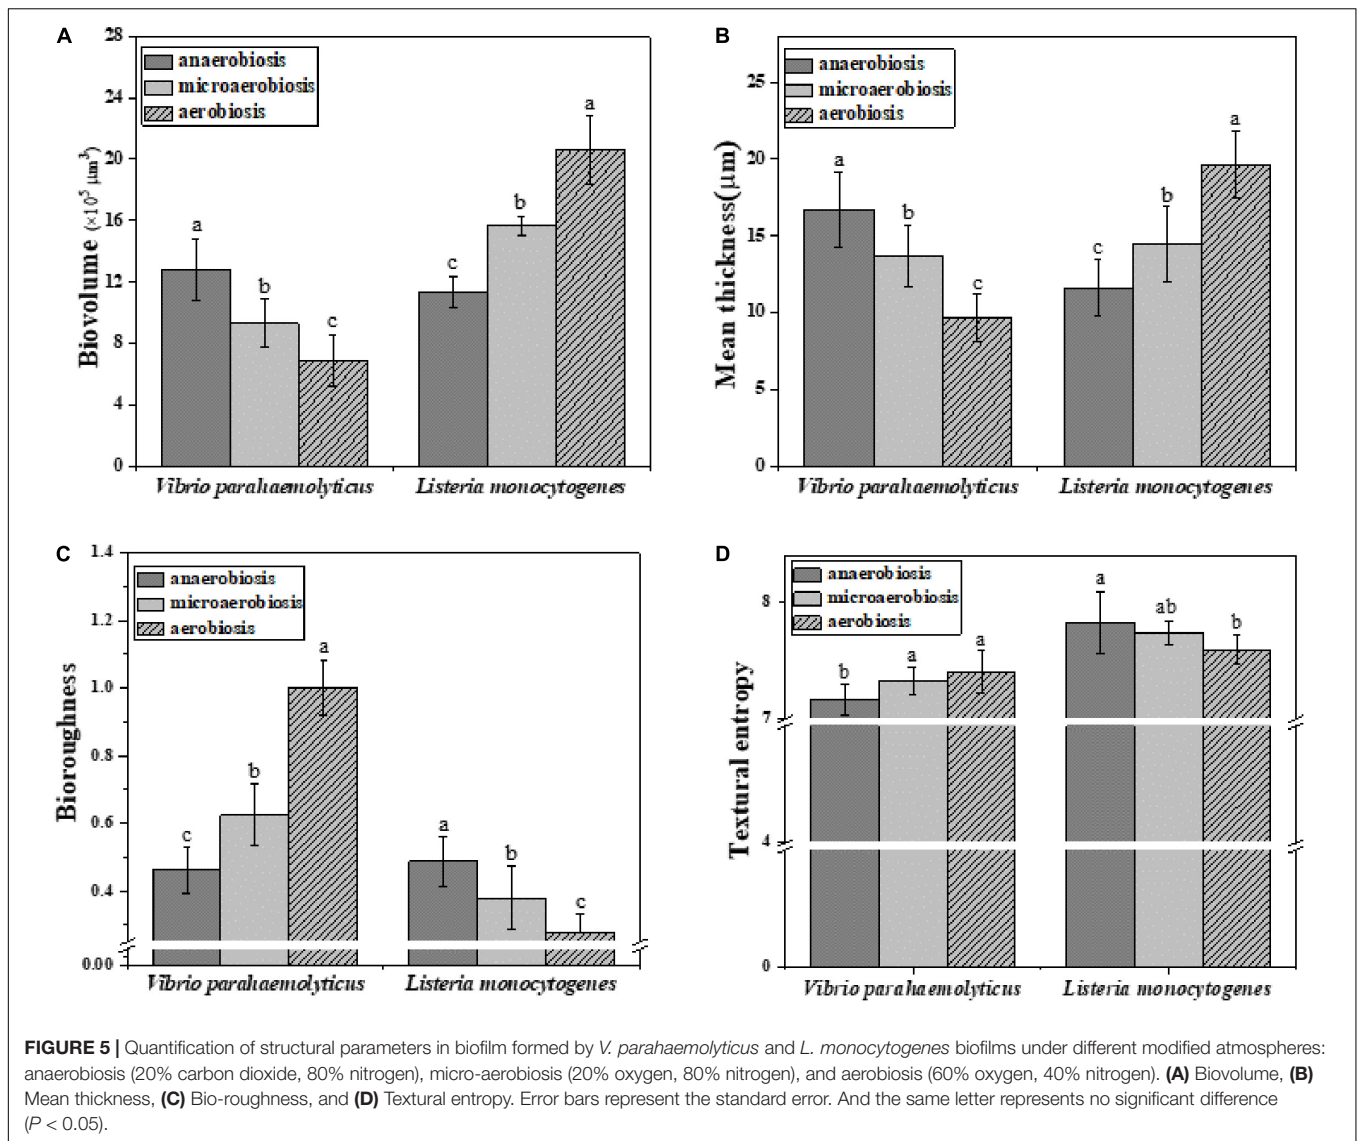 A
28
24
20
16
12
8
4
0
Biovolume (×10⁵ μm³)
anaerobiosis
microaerobiosis
aerobiosis
a
b
c
c
b
a
Vibrio parahaemolyticus
Listeria monocytogenes
B
25
20
15
10
5
0
Mean thickness(μm)
anaerobiosis
microaerobiosis
aerobiosis
a
b
c
c
b
a
Vibrio parahaemolyticus
Listeria monocytogenes
C
1.4
1.2
1.0
0.8
0.6
0.4
0.00
Bioroughness
anaerobiosis
microaerobiosis
aerobiosis
c
b
a
a
b
c
Vibrio parahaemolyticus
Listeria monocytogenes
D
8
7
4
0
Textural entropy
anaerobiosis
microaerobiosis
aerobiosis
b
a
a
a
ab
b
Vibrio parahaemolyticus
Listeria monocytogenes
FIGURE 5 | Quantification of structural parameters in biofilm formed by V. parahaemolyticus and L. monocytogenes biofilms under different modified atmospheres:
anaerobiosis (20% carbon dioxide, 80% nitrogen), micro-aerobiosis (20% oxygen, 80% nitrogen), and aerobiosis (60% oxygen, 40% nitrogen). (A) Biovolume, (B)
Mean thickness, (C) Bio-roughness, and (D) Textural entropy. Error bars represent the standard error. And the same letter represents no significant difference
(P < 0.05).